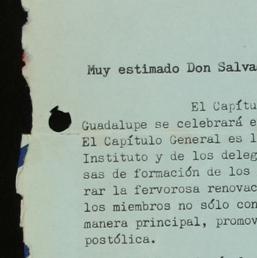 Muy estimado Don Salva
El Capítu
Guadalupe se celebrará e
El Capítulo General es l
Instituto y de los deleg
sas de formación de los
rar la fervorosa renovac
los miembros no sólo con
manera principal, promov
postólica.